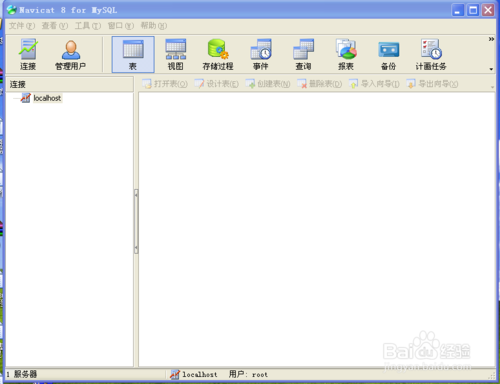 Navicat 8 for MySQL
文件(F) 查看(V) 工具(T) 窗口(W) 帮助(H)
连接 管理用户 表 视图 存储过程 事件 查询 报表 备份 计画任务
连接
打开表(O) 设计表(E) 创建表(N) 删除表(D) 导入向导(I) 导出向导(X)
localhost
Baidu 经验
1 服务器 localhost 用户: root